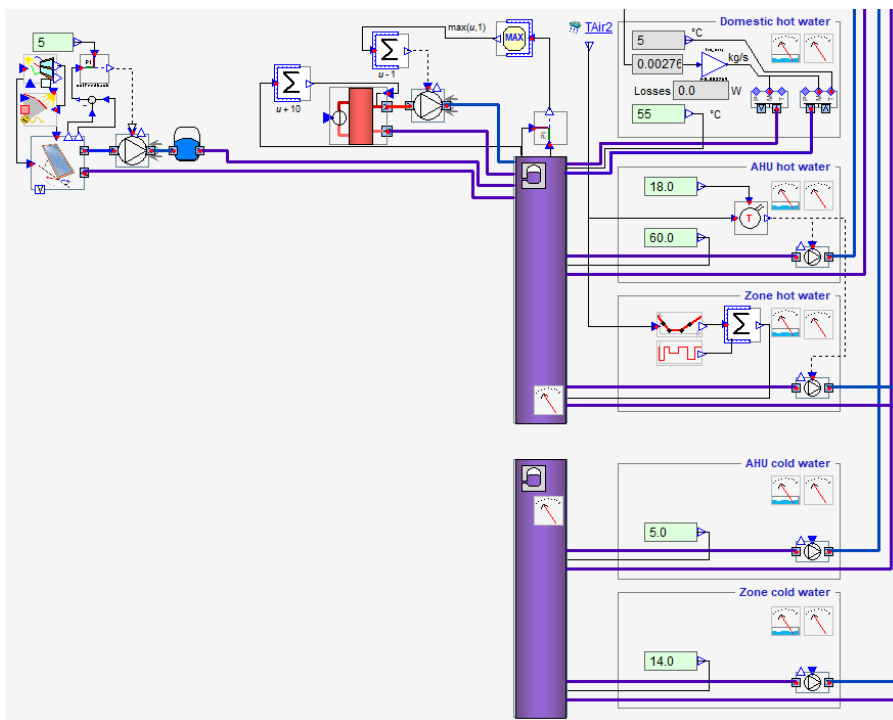 5
PI
max(u,1)
MAX
Σ
u - 1
Σ
u + 10
PI
TAir2
Domestic hot water
5
°C
0.00276
kg/s
Losses
0.0
W
55
°C
P
M
T
P
M
T
AHU hot water
18.0
T
60.0
Zone hot water
Σ
AHU cold water
5.0
Zone cold water
14.0
V